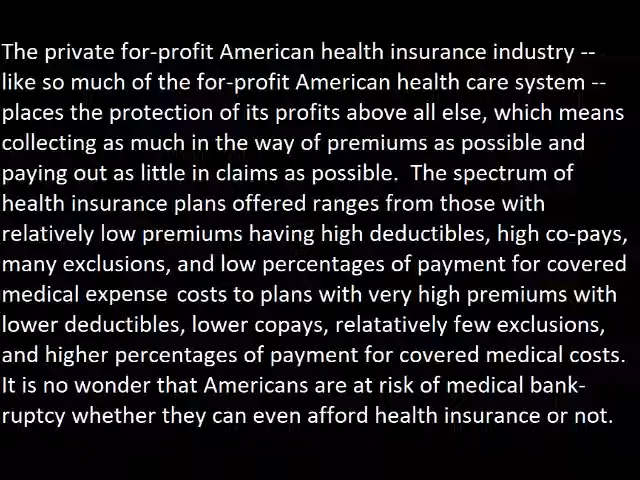 The private for-profit American health insurance industry --
like so much of the for-profit American health care system --
places the protection of its profits above all else, which means
collecting as much in the way of premiums as possible and
paying out as little in claims as possible.  The spectrum of
health insurance plans offered ranges from those with
relatively low premiums having high deductibles, high co-pays,
many exclusions, and low percentages of payment for covered
medical expense costs to plans with very high premiums with
lower deductibles, lower copays, relatatively few exclusions,
and higher percentages of payment for covered medical costs.
It is no wonder that Americans are at risk of medical bank-
ruptcy whether they can even afford health insurance or not.